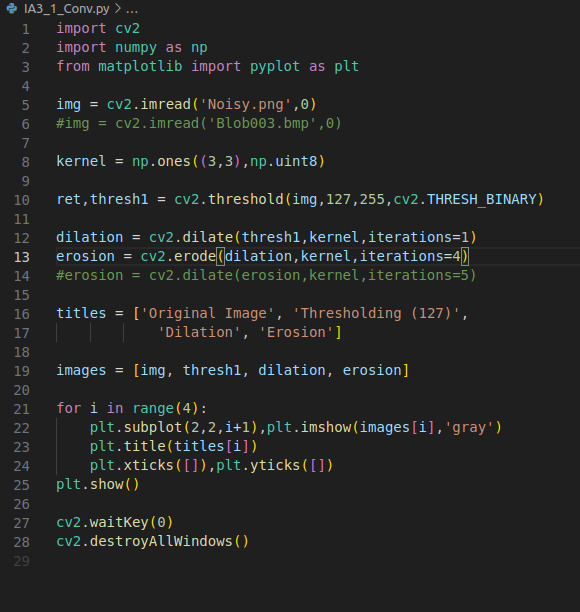 IA3_1_Conv.py > ...
1 import cv2
2 import numpy as np
3 from matplotlib import pyplot as plt
4
5 img = cv2.imread('Noisy.png',0)
6 #img = cv2.imread('Blob003.bmp',0)
7
8 kernel = np.ones((3,3),np.uint8)
9
10 ret,thresh1 = cv2.threshold(img,127,255,cv2.THRESH_BINARY)
11
12 dilation = cv2.dilate(thresh1,kernel,iterations=1)
13 erosion = cv2.erode(dilation,kernel,iterations=4)
14 #erosion = cv2.dilate(erosion,kernel,iterations=5)
15
16 titles = ['Original Image', 'Thresholding (127)',
17             'Dilation', 'Erosion']
18
19 images = [img, thresh1, dilation, erosion]
20
21 for i in range(4):
22     plt.subplot(2,2,i+1),plt.imshow(images[i],'gray')
23     plt.title(titles[i])
24     plt.xticks([]),plt.yticks([])
25 plt.show()
26
27 cv2.waitKey(0)
28 cv2.destroyAllWindows()
29